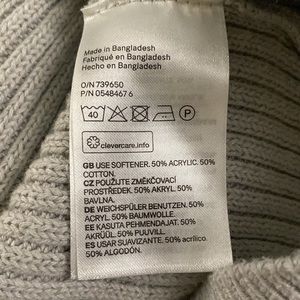 Made in Bangladesh
Fabriqué en Bangladesh
Hecho en Bangladesh
O/N 739650
P/N 0548467 6
40
P
clevercare.info
GB USE SOFTENER. 50% ACRYLIC. 50%
COTTON.
CZ POUŽIJTE ZMĚKČOVACÍ
PROSTŘEDEK. 50% AKRYL. 50%
BAVLNA.
DE WEICHSPÜLER BENUTZEN. 50%
ACRYL. 50% BAUMWOLLE.
EE KASUTA PEHMENDAJAT. 50%
AKRÜÜL. 50% PUUVILL.
ES USAR SUAVIZANTE. 50% acrílico.
50% ALGODÓN.